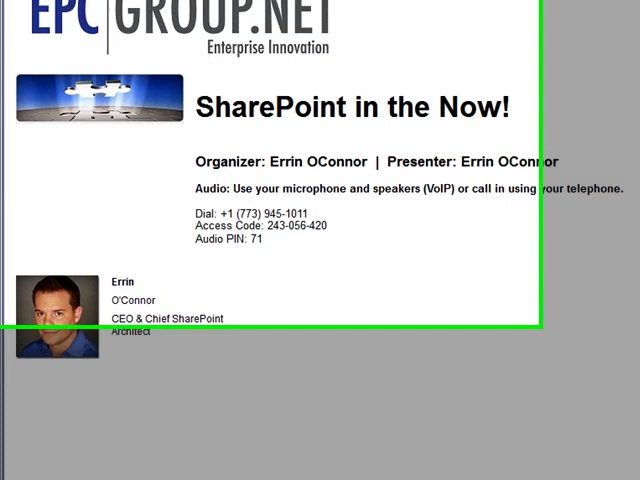 EPC GROUP.NET
Enterprise Innovation
SharePoint in the Now!
Organizer: Errin OConnor | Presenter: Errin OConnor
Audio: Use your microphone and speakers (VoIP) or call in using your telephone.
Dial: +1 (773) 945-1011
Access Code: 243-056-420
Audio PIN: 71
Errin
O'Connor
CEO & Chief SharePoint
Architect